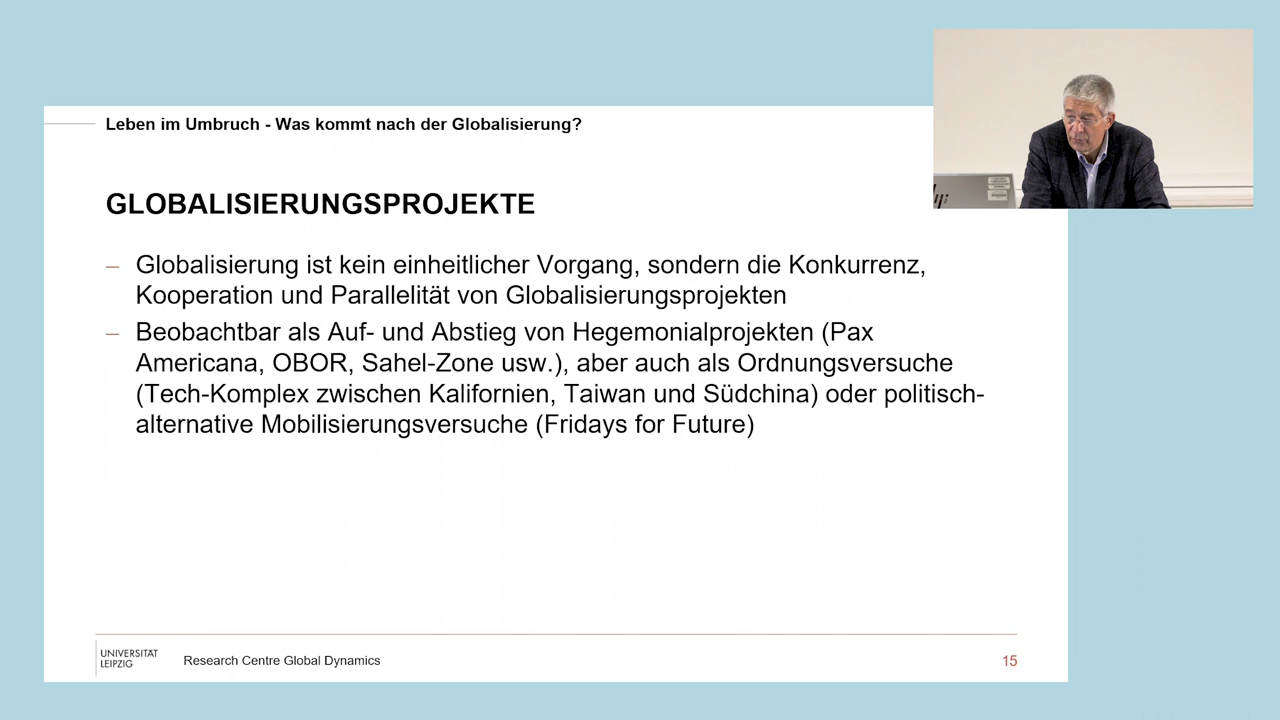 Leben im Umbruch - Was kommt nach der Globalisierung?
GLOBALISIERUNGSPROJEKTE
– Globalisierung ist kein einheitlicher Vorgang, sondern die Konkurrenz,
Kooperation und Parallelität von Globalisierungsprojekten
– Beobachtbar als Auf- und Abstieg von Hegemonialprojekten (Pax
Americana, OBOR, Sahel-Zone usw.), aber auch als Ordnungsversuche
(Tech-Komplex zwischen Kalifornien, Taiwan und Südchina) oder politisch-
alternative Mobilisierungsversuche (Fridays for Future)
UNIVERSITÄT
LEIPZIG
Research Centre Global Dynamics
15